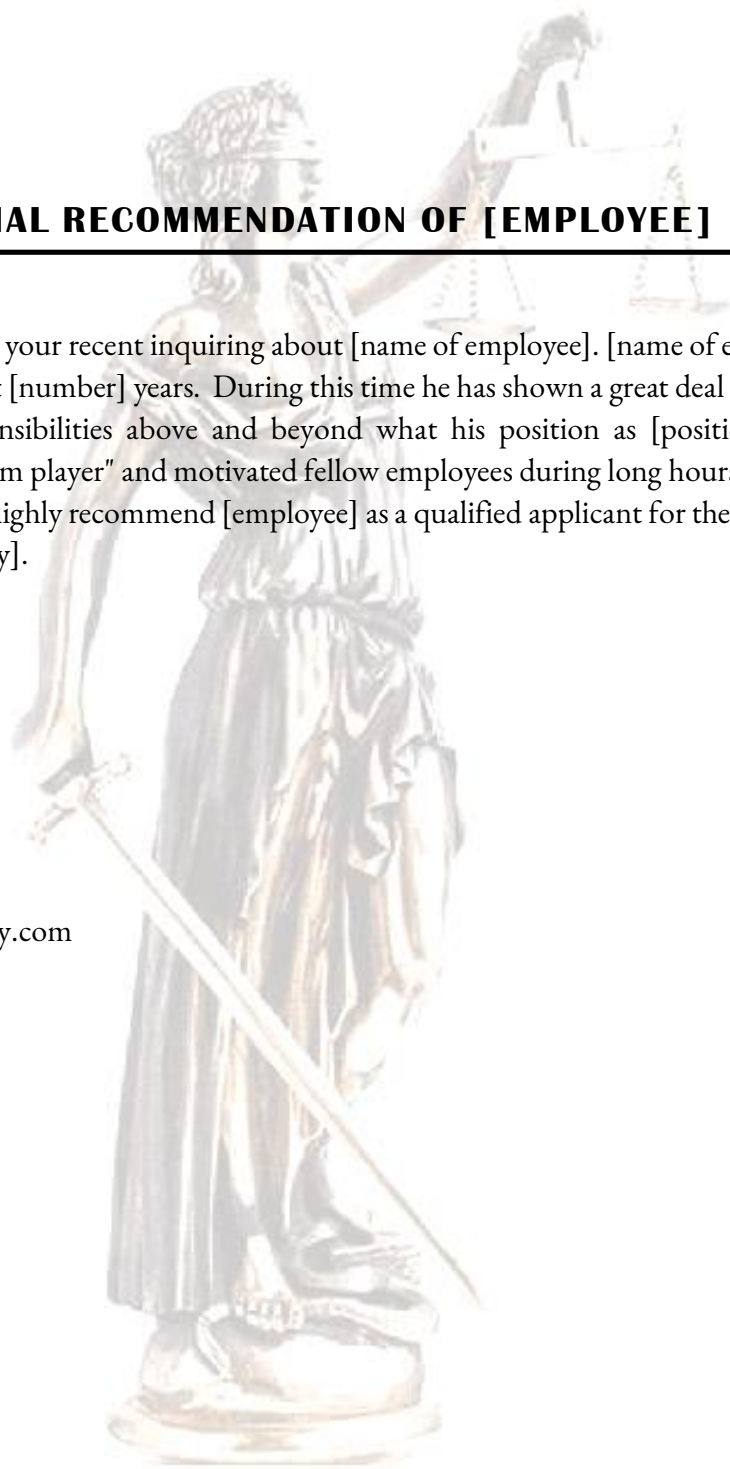 IAL RECOMMENDATION OF [EMPLOYEE]
your recent inquiring about [name of employee]. [name of e
t [number] years. During this time he has shown a great deal
nsibilities above and beyond what his position as [positi
m player" and motivated fellow employees during long hours
ighly recommend [employee] as a qualified applicant for the
y].
y.com